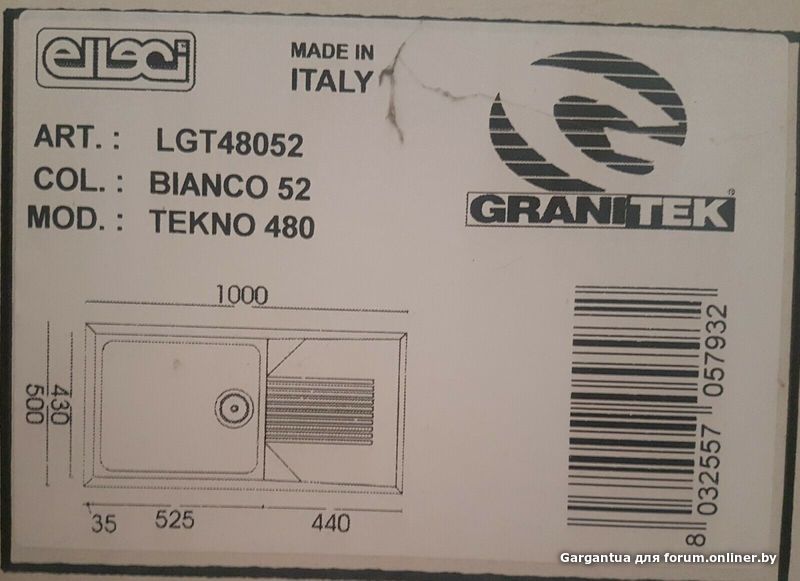 elleci
MADE IN
ITALY
ART. : LGT48052
COL. : BIANCO 52
MOD. : TEKNO 480
GRANITEK®
1000
430
500
35 525 440
8 032557 057932
Gargantua для forum.onliner.by